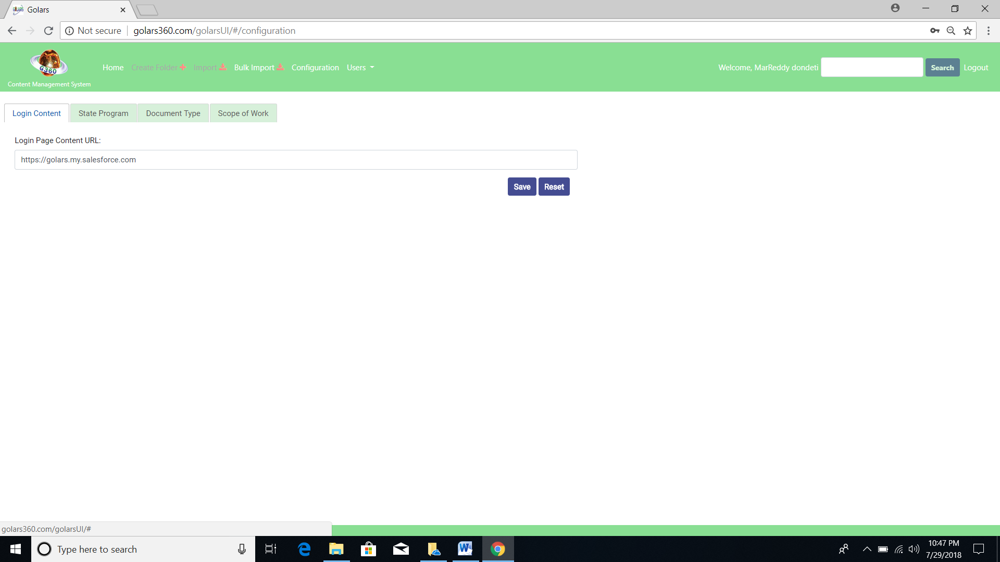 Golars
Not secure golars360.com/golarsUI/#/configuration
G360
Content Management System
Home Create Folder Import Bulk Import Configuration Users
Welcome, MarReddy dondeti Search Logout
Login Content State Program Document Type Scope of Work
Login Page Content URL:
https://golars.my.salesforce.com
Save Reset
golars360.com/golarsUI/#
Type here to search
10:47 PM
7/29/2018